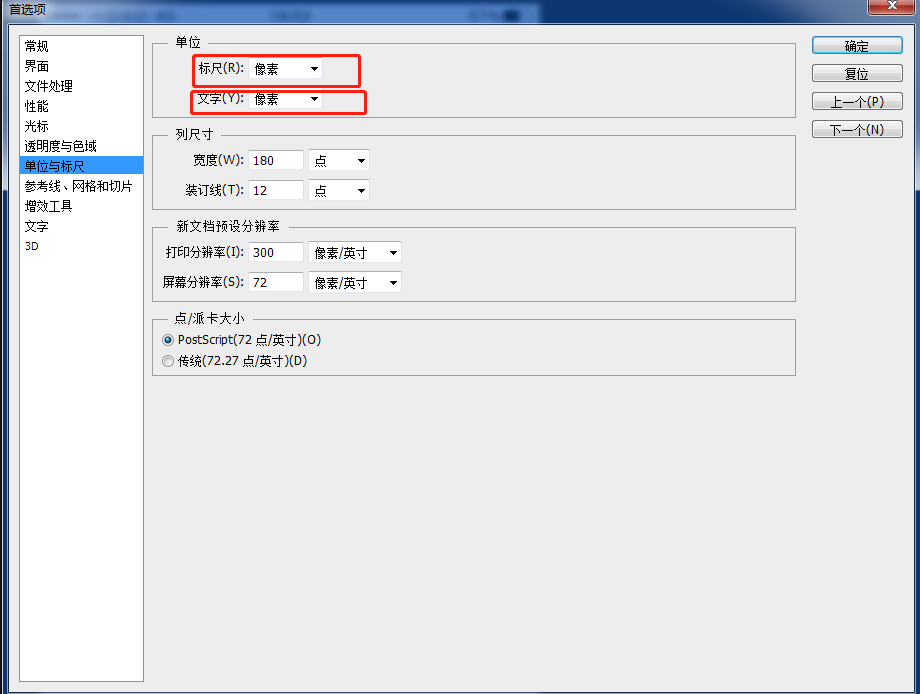 首选项
常规
界面
文件处理
性能
光标
透明度与色域
单位与标尺
参考线、网格和切片
增效工具
文字
3D
单位
标尺(R): 像素
文字(Y): 像素
列尺寸
宽度(W): 180 点
装订线(T): 12 点
新文档预设分辨率
打印分辨率(I): 300 像素/英寸
屏幕分辨率(S): 72 像素/英寸
点/派卡大小
PostScript(72 点/英寸)(O)
传统(72.27 点/英寸)(D)
确定
复位
上一个(P)
下一个(N)